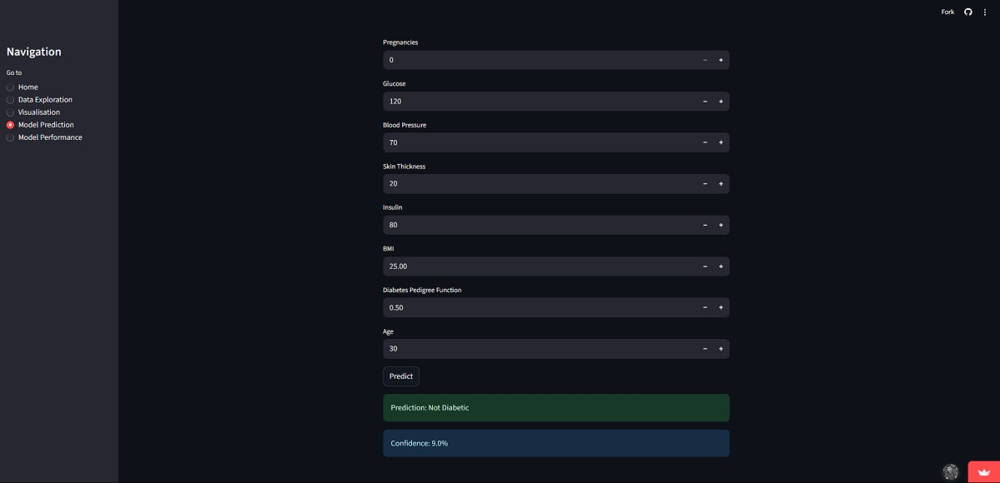 Fork
Navigation
Go to
Home
Data Exploration
Visualisation
Model Prediction
Model Performance
Pregnancies
0
Glucose
120
Blood Pressure
70
Skin Thickness
20
Insulin
80
BMI
25.00
Diabetes Pedigree Function
0.50
Age
30
Predict
Prediction: Not Diabetic
Confidence: 9.0%